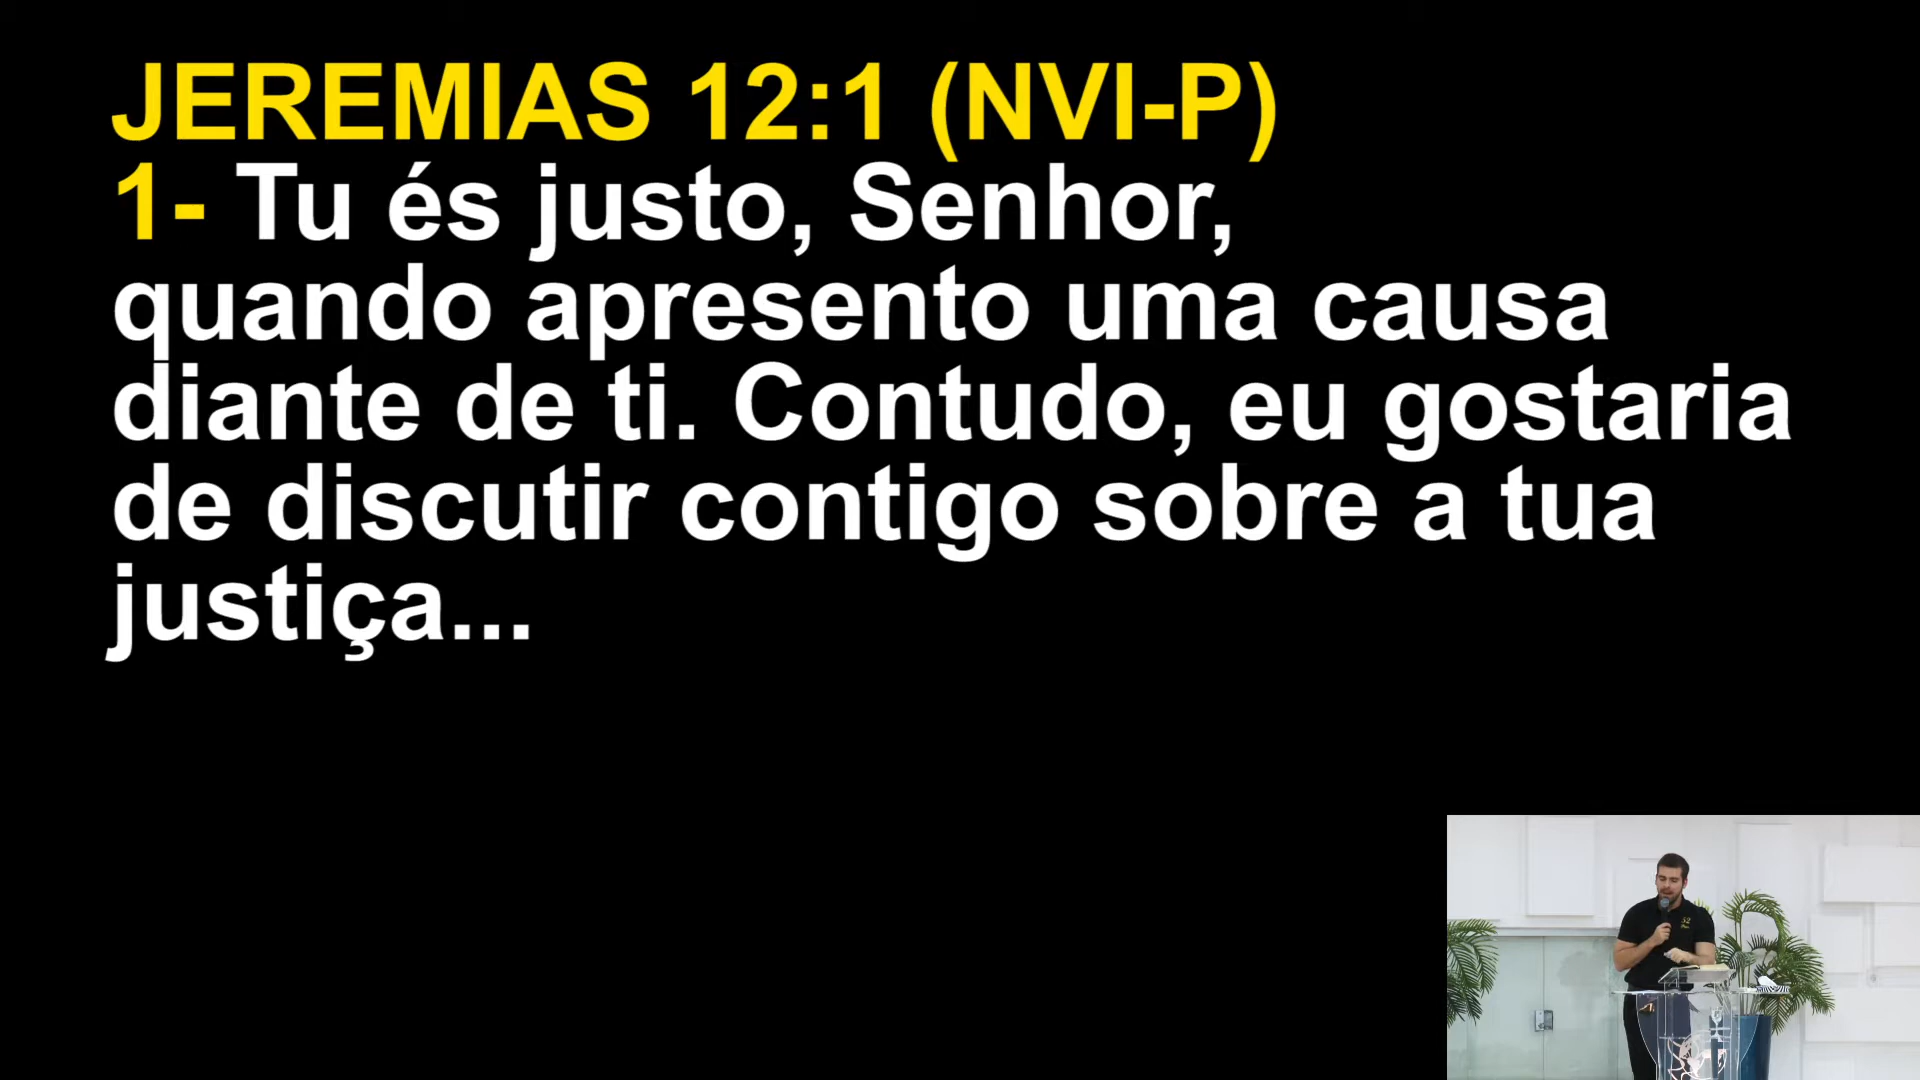 JEREMIAS 12:1 (NVI-P)
1- Tu és justo, Senhor,
quando apresento uma causa
diante de ti. Contudo, eu gostaria
de discutir contigo sobre a tua
justiça...
52